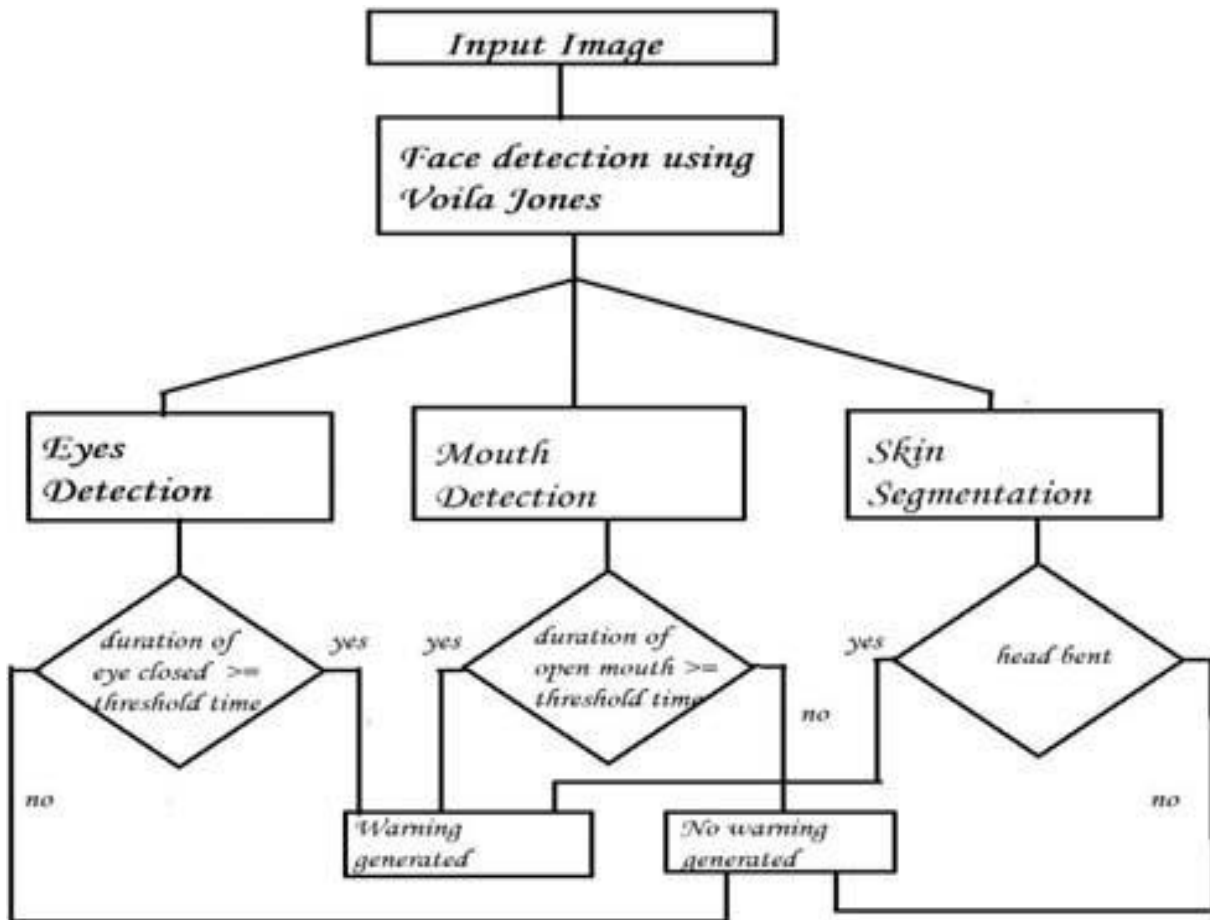 Input Image
Face detection using
Voila Jones
Eyes
Detection
Mouth
Detection
Skin
Segmentation
duration of
eye closed >=
threshold time
yes
no
yes
duration of
open mouth >=
threshold time
no
yes
head bent
no
Warning
generated
No warning
generated